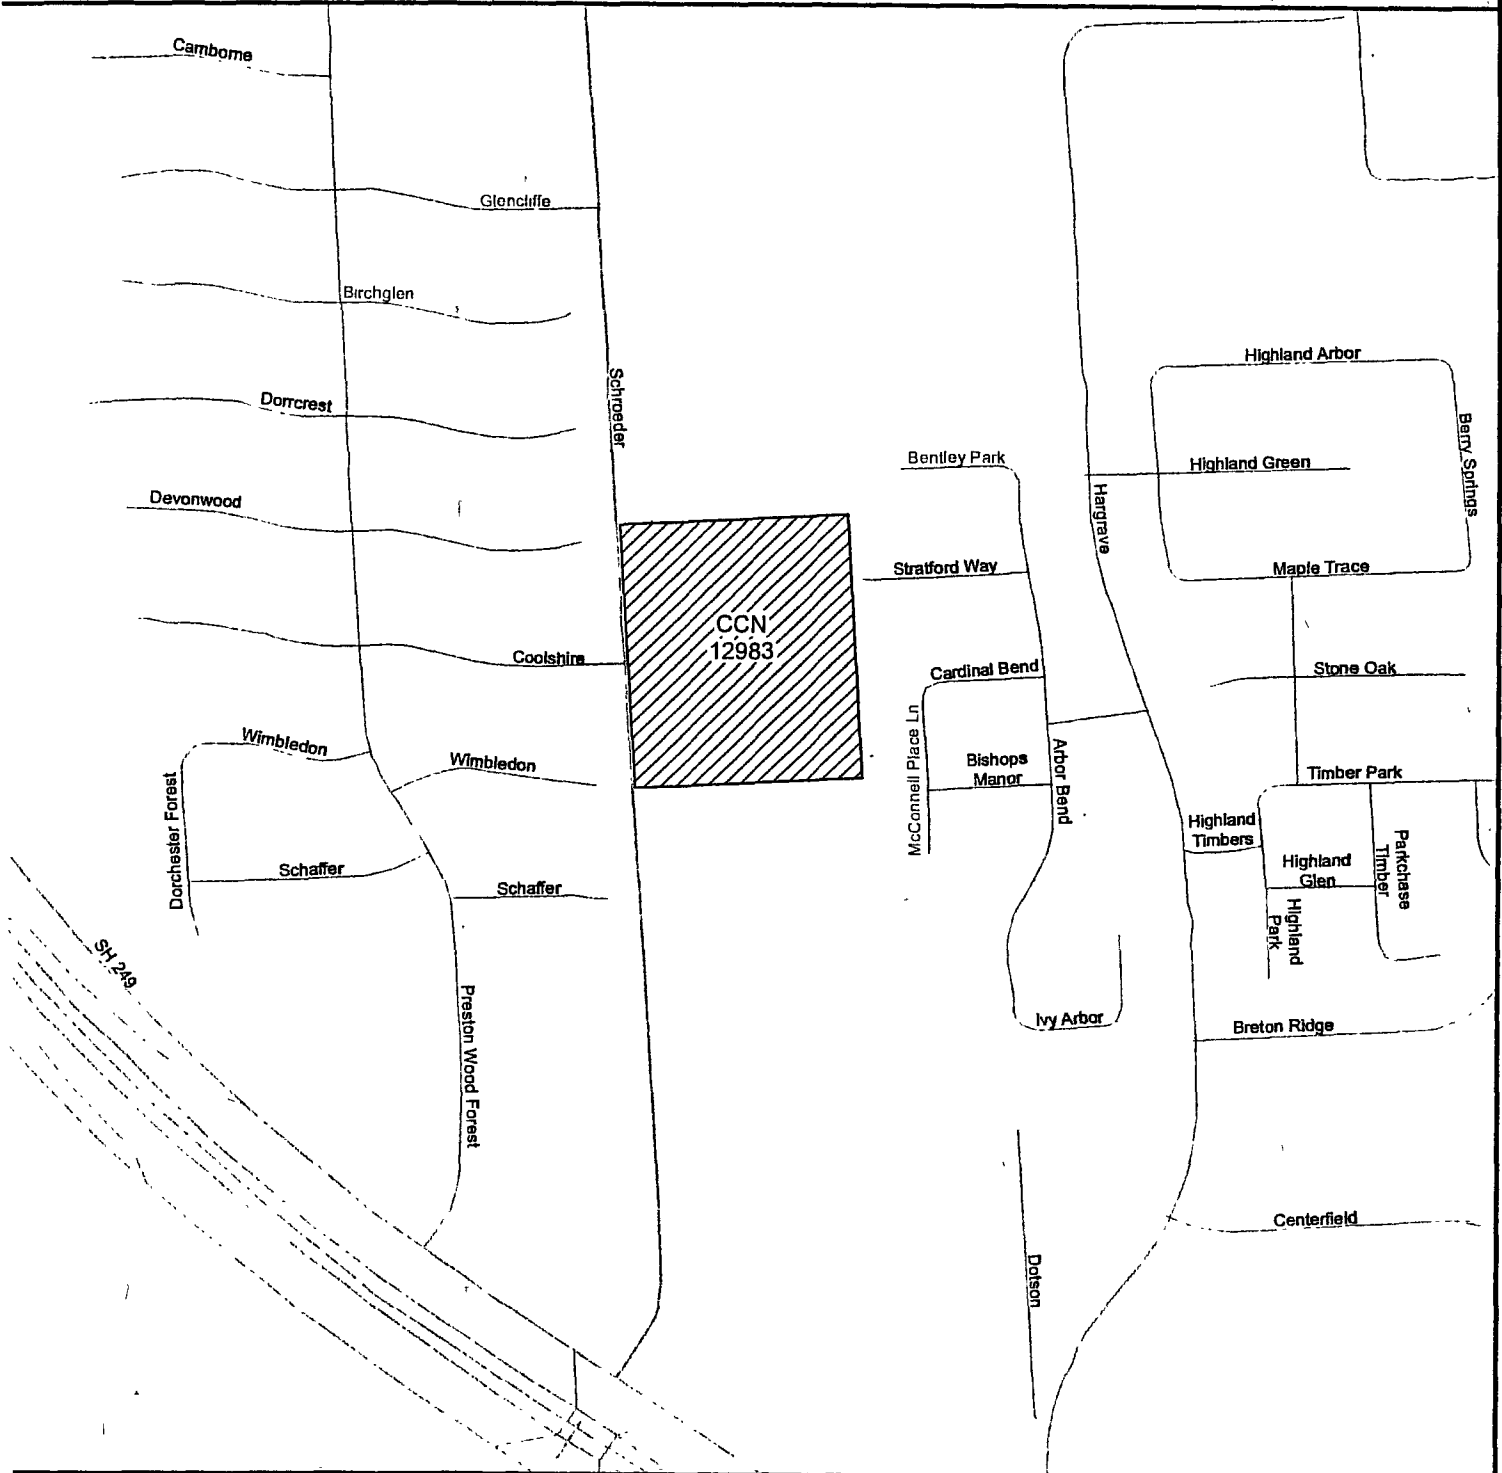 Camborne
Glencliffe
Birchglen
Schroeder
Highland Arbor
Dorrcrest
Berry Springs
Bentley Park
Highland Green
Devonwood
Hargrave
Stratford Way
Maple Trace
CCN
12983
Coolshire
Cardinal Bend
Stone Oak
McConnell Place Ln
Wimbledon
Wimbledon
Arbor Bend
Bishops
Manor
Timber Park
Dorchester Forest
Highland
Timbers
Parkchase
Timber
Schaffer
Schaffer
Highland
Glen
Highland
Park
SH 249
Preston Wood Forest
Ivy Arbor
Breton Ridge
Centerfield
Dotson